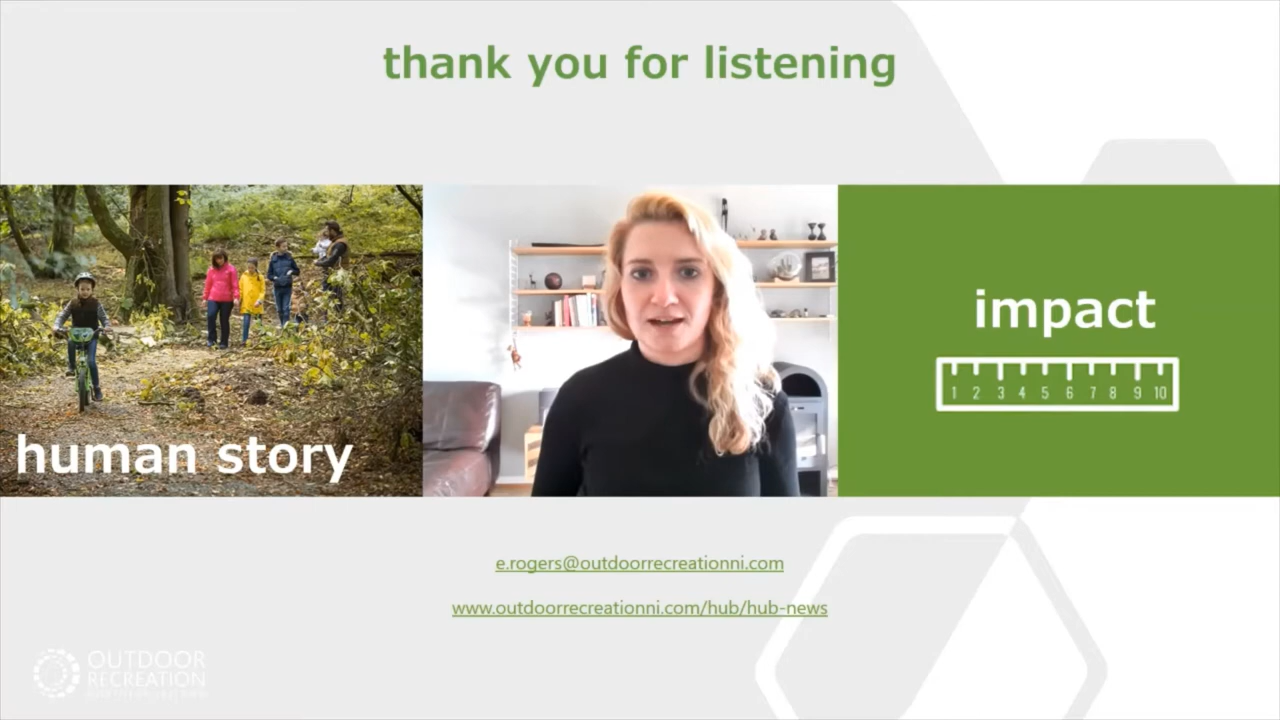 thank you for listening
human story
impact
1 2 3 4 5 6 7 8 9 10
e.rogers@outdoorrecreationni.com
www.outdoorrecreationni.com/hub/hub-news
OUTDOOR
RECREATION